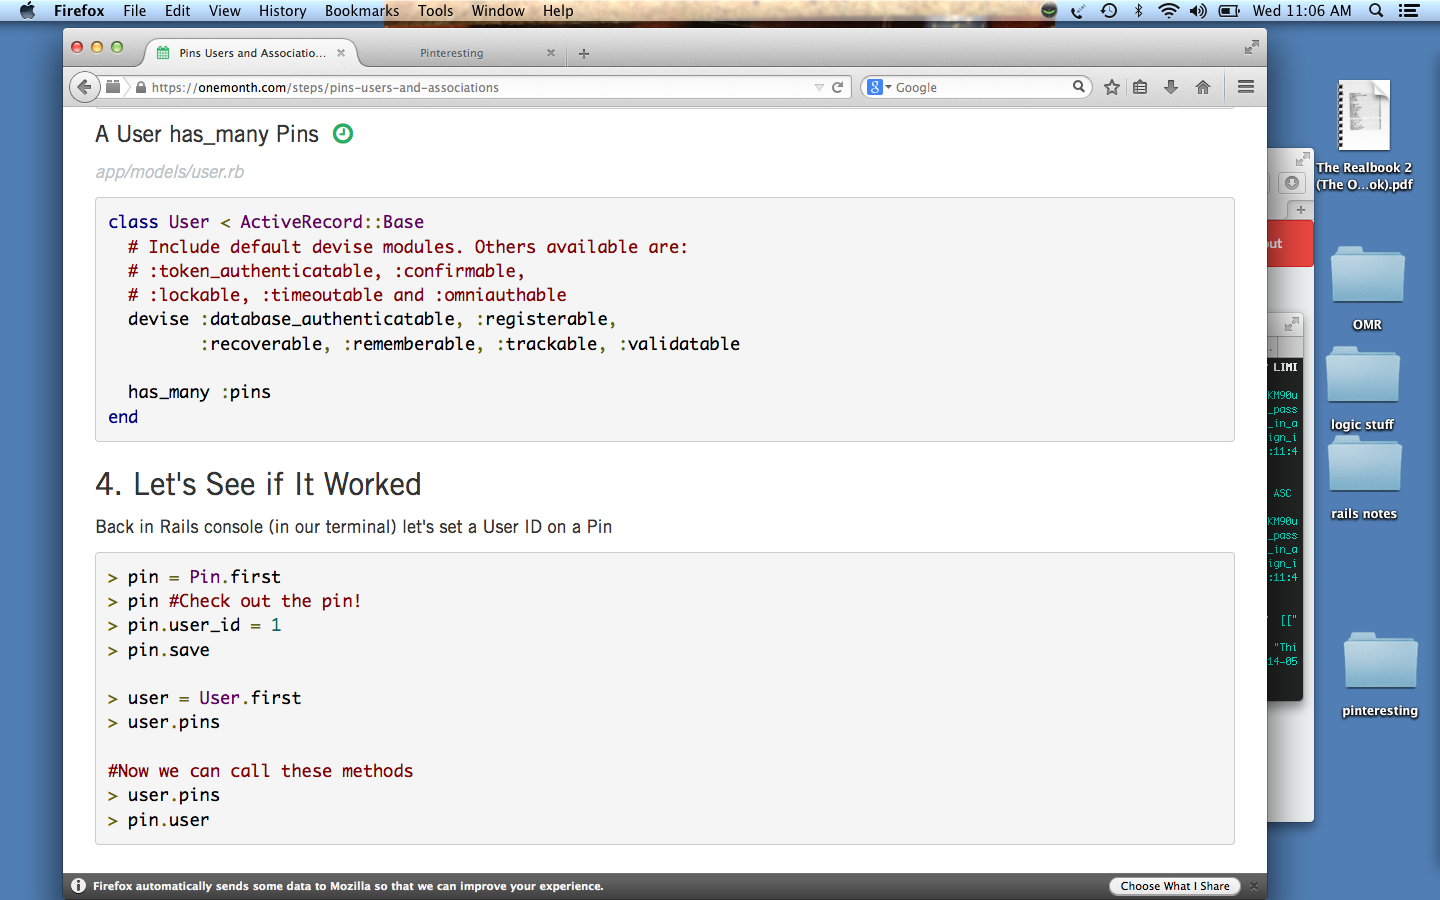 Firefox File Edit View History Bookmarks Tools Window Help Wed 11:06 AM
Pins Users and Associatio... Pinteresting
https://onemonth.com/steps/pins-users-and-associations Google
A User has_many Pins
app/models/user.rb
class User < ActiveRecord::Base
# Include default devise modules. Others available are:
# :token_authenticatable, :confirmable,
# :lockable, :timeoutable and :omniauthable
devise :database_authenticatable, :registerable,
:recoverable, :rememberable, :trackable, :validatable
has_many :pins
end
4. Let's See if It Worked
Back in Rails console (in our terminal) let's set a User ID on a Pin
> pin = Pin.first
> pin #Check out the pin!
> pin.user_id = 1
> pin.save
> user = User.first
> user.pins
#Now we can call these methods
> user.pins
> pin.user
Firefox automatically sends some data to Mozilla so that we can improve your experience. Choose What I Share
out
LIMI
KM90u
_pass
_in_a
ign_i
:11:4
ASC
KM90u
_pass
_in_a
ign_i
:11:4
[["
"Thi
14-05
The Realbook 2
(The O...ok).pdf
OMR
logic stuff
rails notes
pinteresting